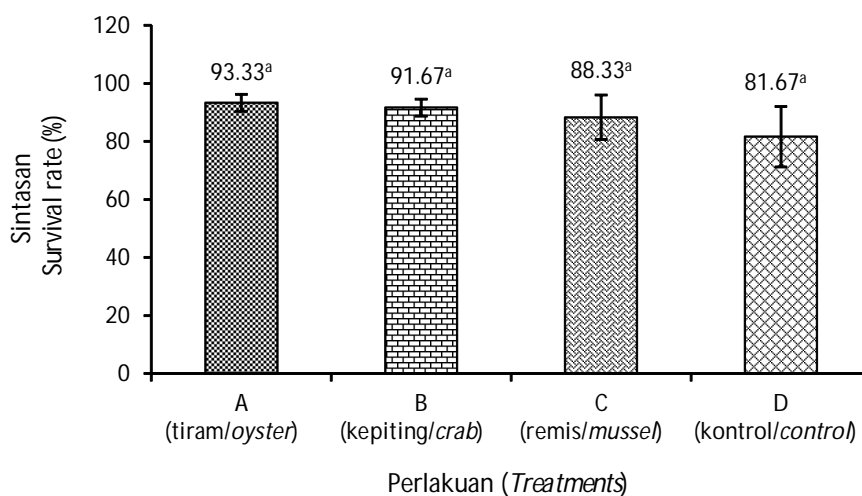 120
100
80
60
40
20
0
Sintasan
Survival rate (%)
93.33ᵃ
91.67ᵃ
88.33ᵃ
81.67ᵃ
A
(tiram/oyster)
B
(kepiting/crab)
C
(remis/mussel)
D
(kontrol/control)
Perlakuan (Treatments)